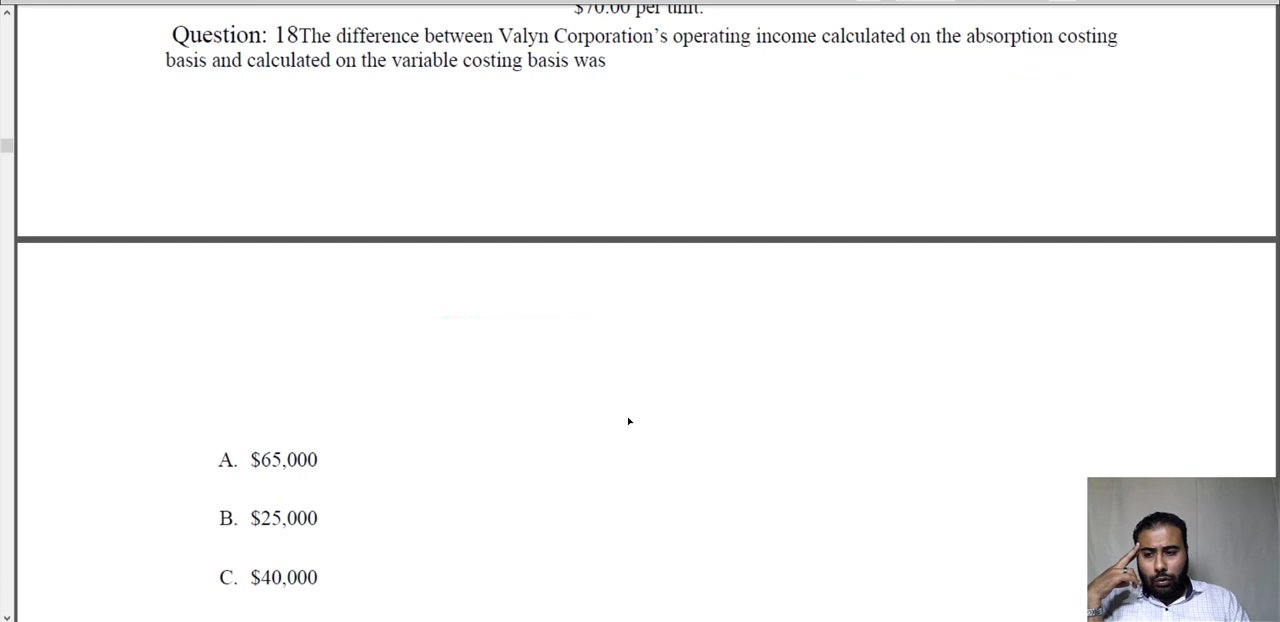 $70.00 per unit.
Question: 18The difference between Valyn Corporation’s operating income calculated on the absorption costing
basis and calculated on the variable costing basis was
A. $65,000
B. $25,000
C. $40,000